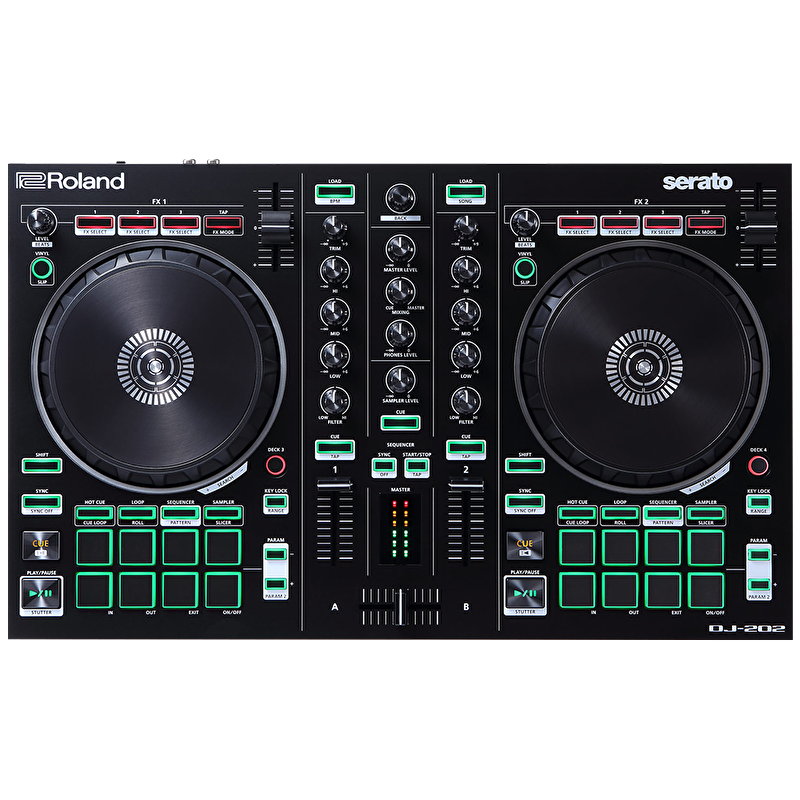 Roland
serato
FX 1
1 2 3 TAP
FX SELECT FX SELECT FX SELECT FX MODE
LEVEL
BEATS
VINYL
SLIP
LOAD
BPM
BACK
LOAD
SONG
FX 2
1 2 3 TAP
FX SELECT FX SELECT FX SELECT FX MODE
LEVEL
BEATS
VINYL
SLIP
TRIM
HI
MID
LOW
LOW HI
FILTER
MASTER LEVEL
CUE MASTER
MIXING
PHONES LEVEL
SAMPLER LEVEL
CUE
TRIM
HI
MID
LOW
LOW HI
FILTER
CUE
TAP
1
SEQUENCER
SYNC START/STOP
OFF TAP
CUE
TAP
2
MASTER
A B
SHIFT
SEARCH
DECK 3
SYNC
SYNC OFF
HOT CUE LOOP SEQUENCER SAMPLER
CUE LOOP ROLL PATTERN SLICER
KEY LOCK
RANGE
CUE
PARAM
- 
+
PARAM 2
PLAY/PAUSE
STUTTER
IN OUT EXIT ON/OFF
SHIFT
SEARCH
DECK 4
SYNC
SYNC OFF
HOT CUE LOOP SEQUENCER SAMPLER
CUE LOOP ROLL PATTERN SLICER
KEY LOCK
RANGE
CUE
PARAM
-
+
PARAM 2
PLAY/PAUSE
STUTTER
IN OUT EXIT ON/OFF
DJ-202